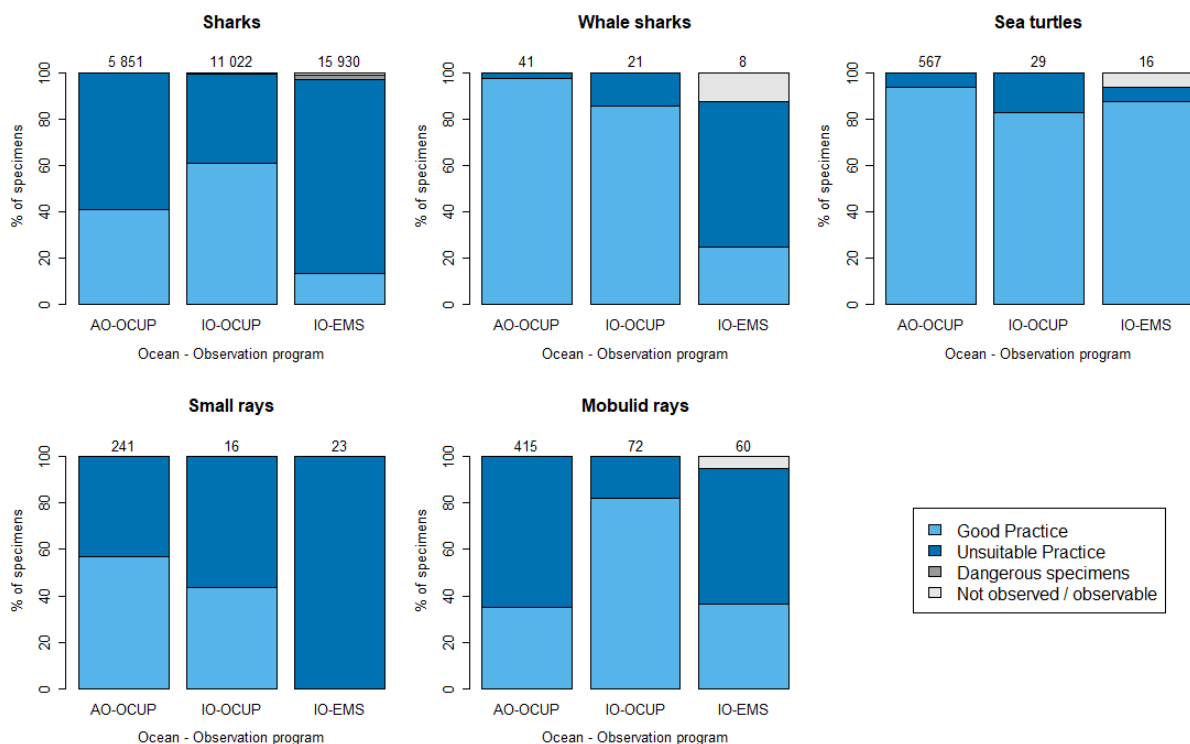 Sharks
5 851 11 022 15 930
% of specimens
0 20 40 60 80 100
AO-OCUP IO-OCUP IO-EMS
Ocean - Observation program
Whale sharks
41 21 8
% of specimens
0 20 40 60 80 100
AO-OCUP IO-OCUP IO-EMS
Ocean - Observation program
Sea turtles
567 29 16
% of specimens
0 20 40 60 80 100
AO-OCUP IO-OCUP IO-EMS
Ocean - Observation program
Small rays
241 16 23
% of specimens
0 20 40 60 80 100
AO-OCUP IO-OCUP IO-EMS
Ocean - Observation program
Mobulid rays
415 72 60
% of specimens
0 20 40 60 80 100
AO-OCUP IO-OCUP IO-EMS
Ocean - Observation program
Good Practice
Unsuitable Practice
Dangerous specimens
Not observed / observable